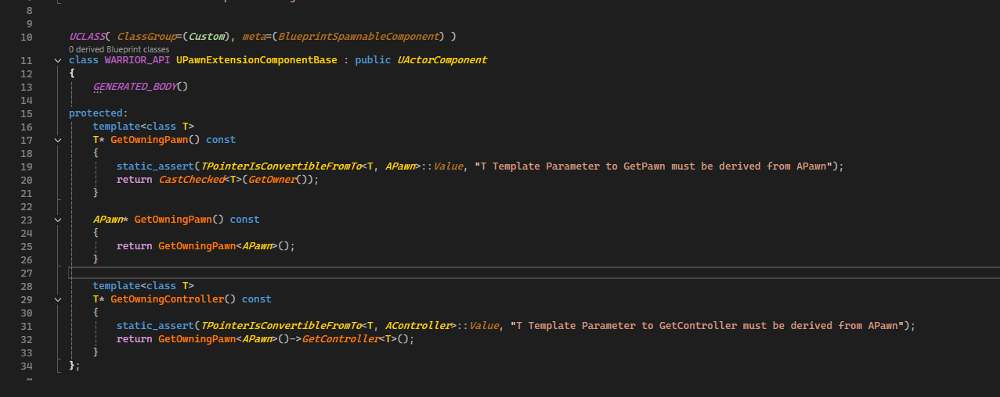 8
9
10 UCLASS( ClassGroup=(Custom), meta=(BlueprintSpawnableComponent) )
0 derived Blueprint classes
11 class WARRIOR_API UPawnExtensionComponentBase : public UActorComponent
12 {
13 GENERATED_BODY()
14
15 protected:
16 template<class T>
17 T* GetOwningPawn() const
18 {
19 static_assert(TPointerIsConvertibleFromTo<T, APawn>::Value, "T Template Parameter to GetPawn must be derived from APawn");
20 return CastChecked<T>(GetOwner());
21 }
22
23 APawn* GetOwningPawn() const
24 {
25 return GetOwningPawn<APawn>();
26 }
27
28 template<class T>
29 T* GetOwningController() const
30 {
31 static_assert(TPointerIsConvertibleFromTo<T, AController>::Value, "T Template Parameter to GetController must be derived from APawn");
32 return GetOwningPawn<APawn>()->GetController<T>();
33 }
34 };